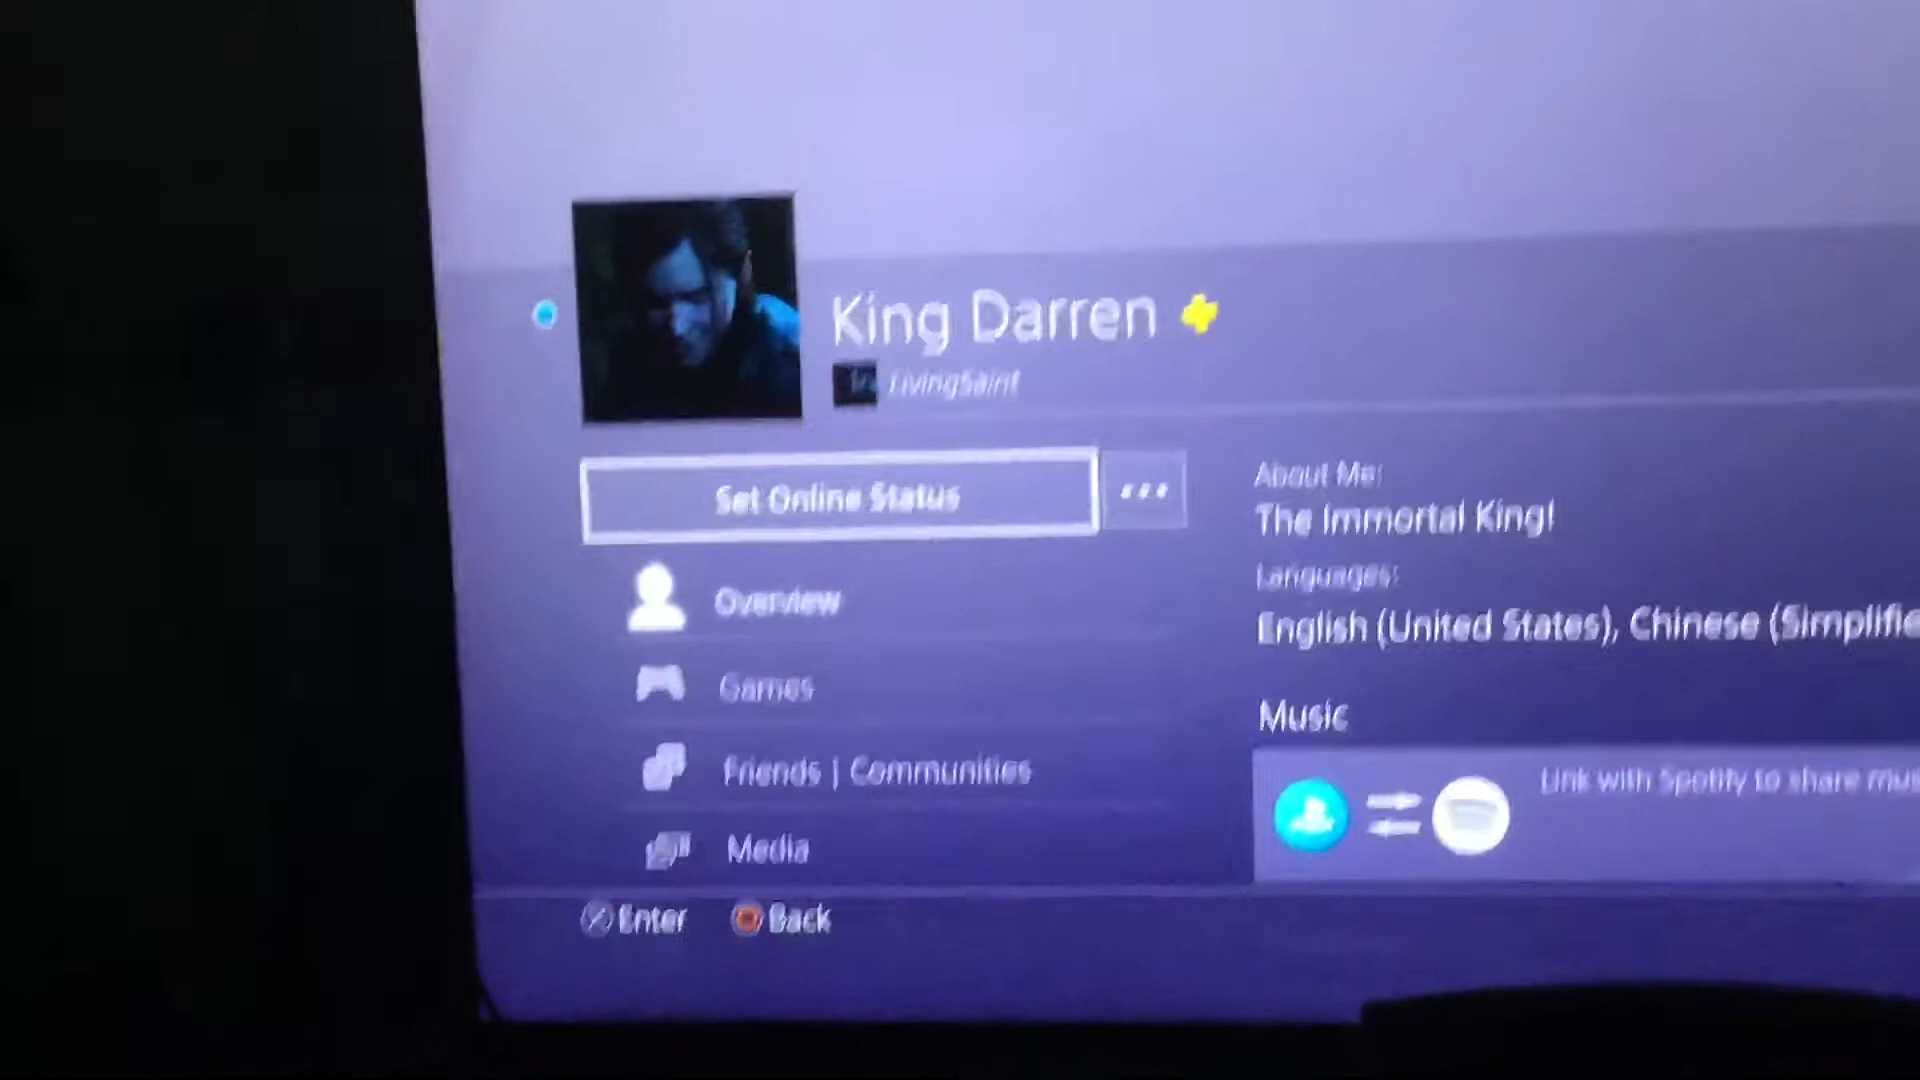 King Darren
LivingSaint
Set Online Status
...
About Me:
The Immortal King!
Overview
Languages:
English (United States), Chinese (Simplifie
Games
Music
Friends | Communities
Link with Spotify to share mus
Media
Enter
Back